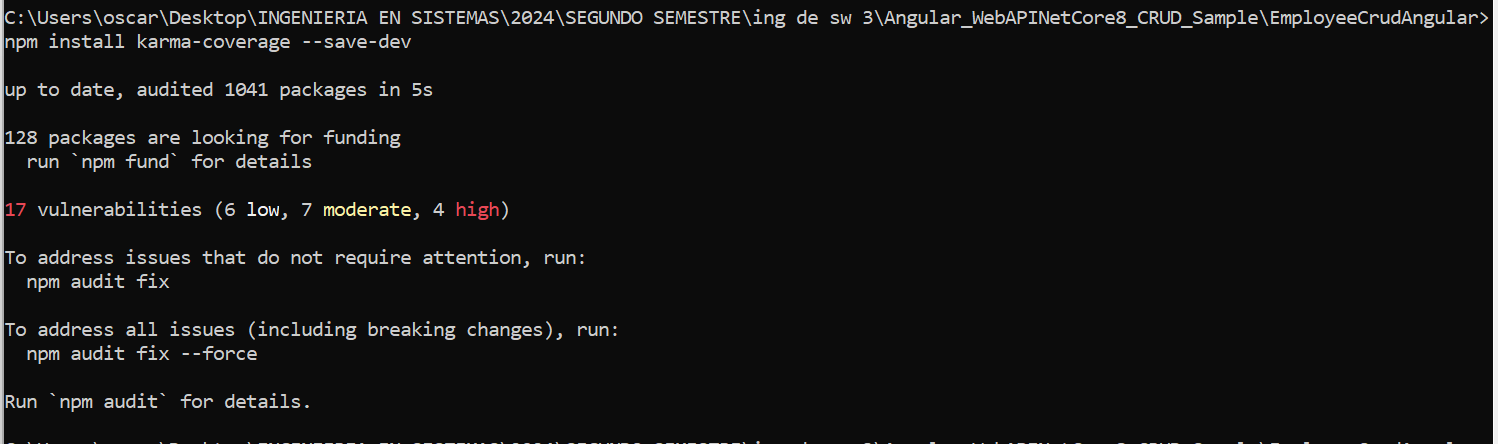 C:\Users\oscar\Desktop\INGENIERIA EN SISTEMAS\2024\SEGUNDO SEMESTRE\ing de sw 3\Angular_WebAPINetCore8_CRUD_Sample\EmployeeCrudAngular>
npm install karma-coverage --save-dev
up to date, audited 1041 packages in 5s
128 packages are looking for funding
run `npm fund` for details
17 vulnerabilities (6 low, 7 moderate, 4 high)
To address issues that do not require attention, run:
npm audit fix
To address all issues (including breaking changes), run:
npm audit fix --force
Run `npm audit` for details.